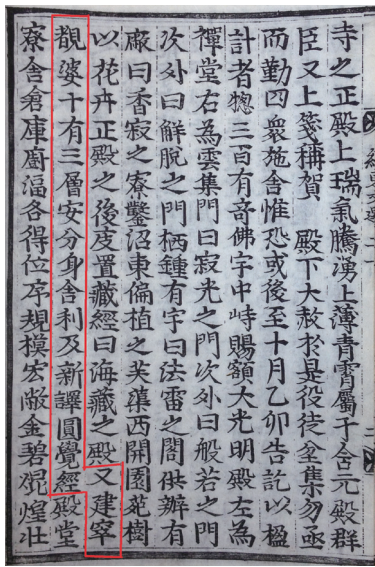 寺之正殿上瑞氣騰湧上薄青霄屬于含元殿群
臣又上箋稱賀　殿下大赦於是役徒坌集勿亟
而勤四衆施舍惟恐或後至十月乙卯告訖以楹
計者摠三百有奇佛宇中峙賜額大光明殿左為
禪堂右為雲集門曰寂光之門次外曰般若之門
次外曰解脫之門栖鍾有宇曰法雷之閣供辦有
廠曰香寂之寮鑿沼東偏植之芙蕖西開園苑樹
以花卉正殿之後庋置藏經曰海藏之殿又建窣
覩婆十有三層安分身舍利及新譯圓覺經殿堂
寮舍倉庫廚湢各得位序規模宏敞金碧焜煌壯